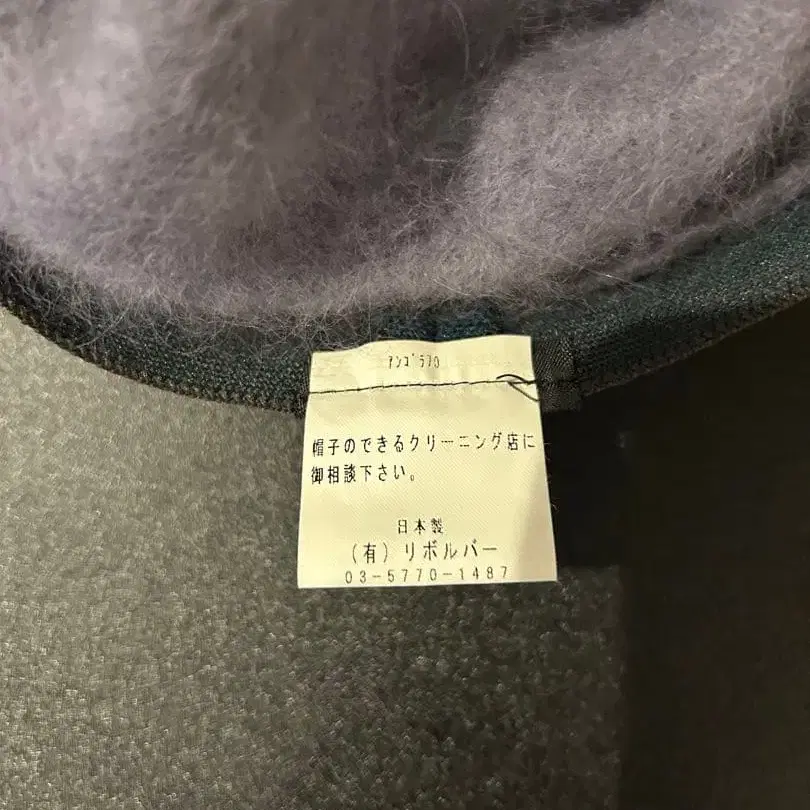 ｱﾝｺﾞﾗ70
帽子のできるクリーニング店に
御相談下さい。
日本製
（有）リボルバー
03-5770-1487